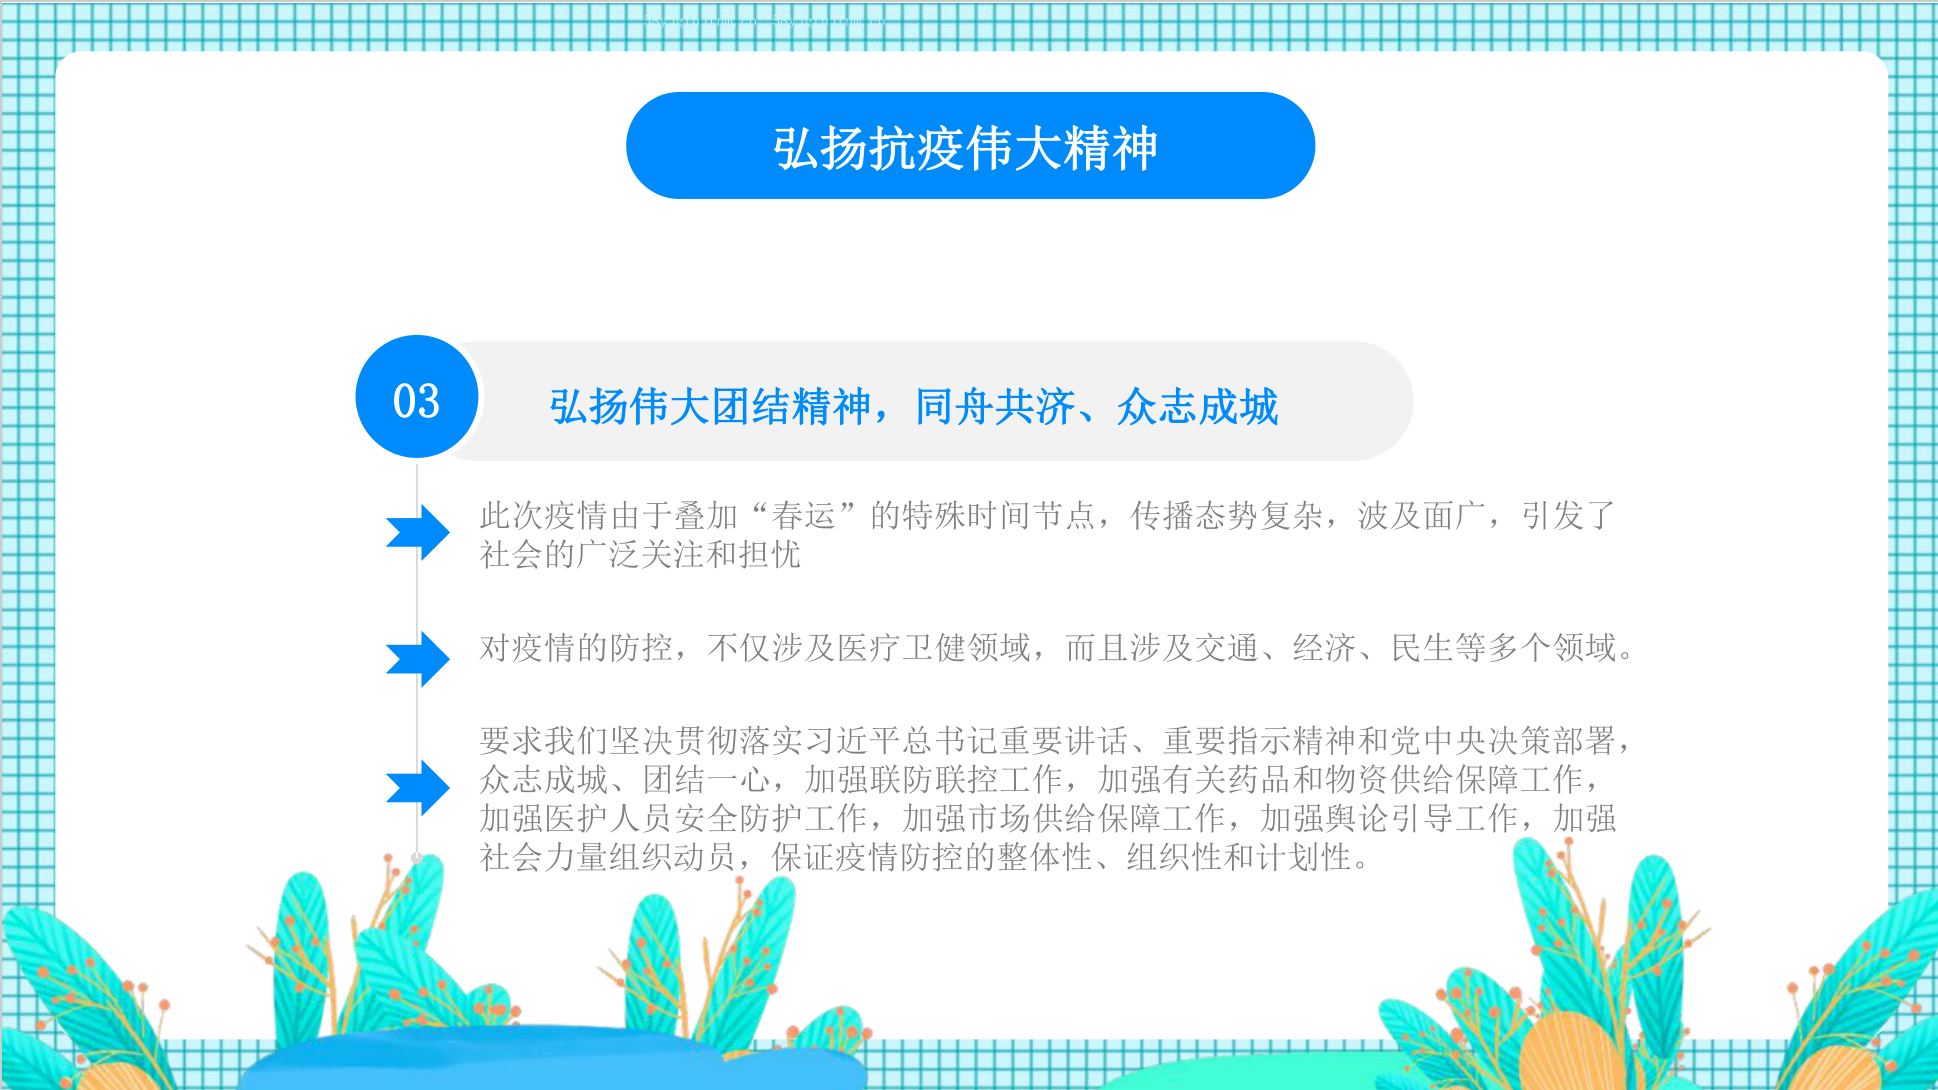 弘扬抗疫伟大精神
03
弘扬伟大团结精神，同舟共济、众志成城
此次疫情由于叠加“春运”的特殊时间节点，传播态势复杂，波及面广，引发了
社会的广泛关注和担忧
对疫情的防控，不仅涉及医疗卫健领域，而且涉及交通、经济、民生等多个领域。
要求我们坚决贯彻落实习近平总书记重要讲话、重要指示精神和党中央决策部署，
众志成城、团结一心，加强联防联控工作，加强有关药品和物资供给保障工作，
加强医护人员安全防护工作，加强市场供给保障工作，加强舆论引导工作，加强
社会力量组织动员，保证疫情防控的整体性、组织性和计划性。